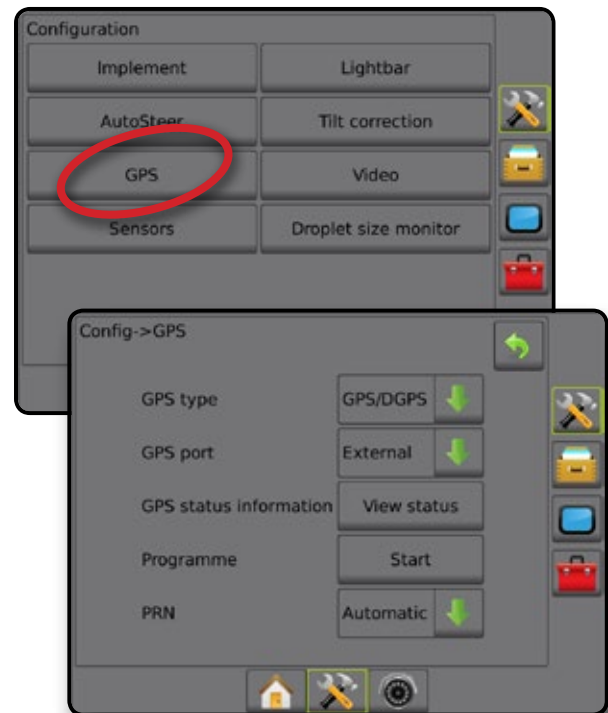 Configuration
Implement Lightbar
AutoSteer Tilt correction
GPS Video
Sensors Droplet size monitor
Config->GPS
GPS type GPS/DGPS
GPS port External
GPS status information View status
Programme Start
PRN Automatic